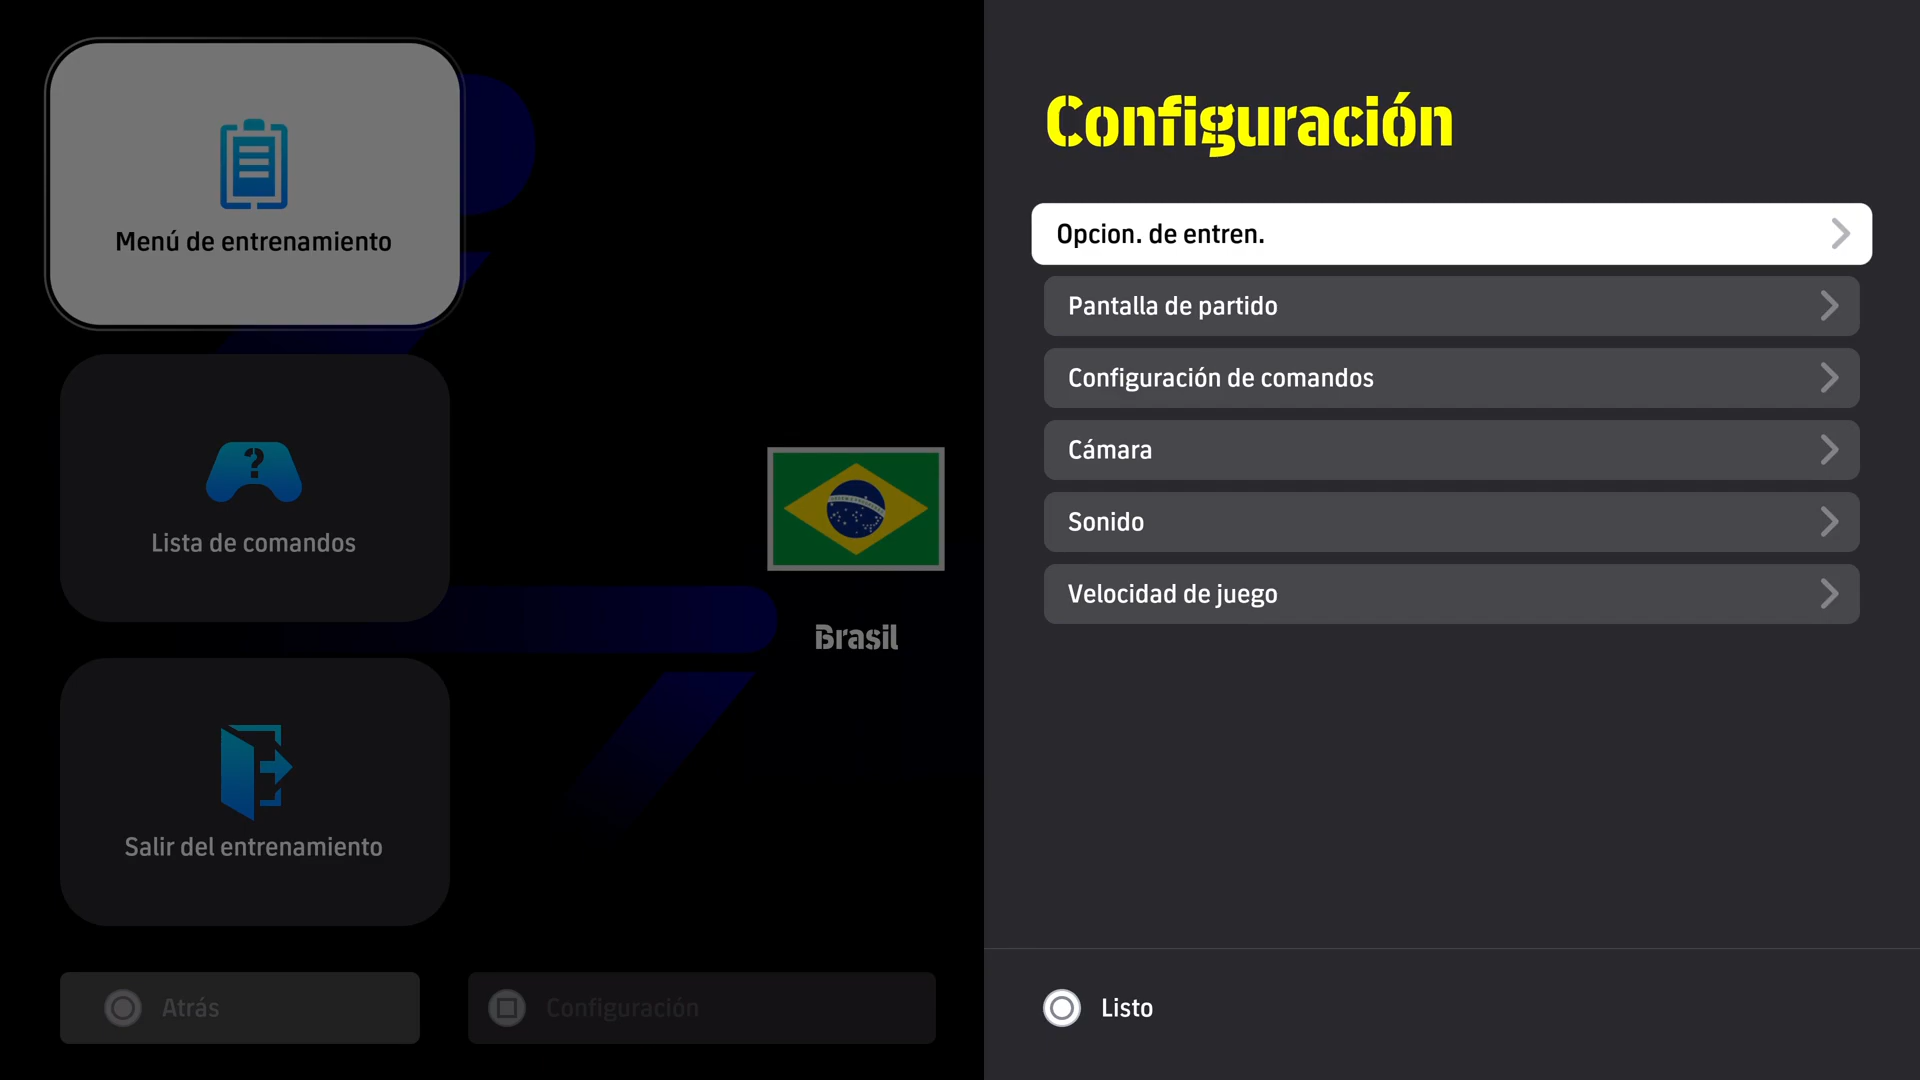 Menú de entrenamiento
Lista de comandos
Salir del entrenamiento
Atrás
Configuración
Brasil
Configuración
Opcion. de entren.
Pantalla de partido
Configuración de comandos
Cámara
Sonido
Velocidad de juego
Listo